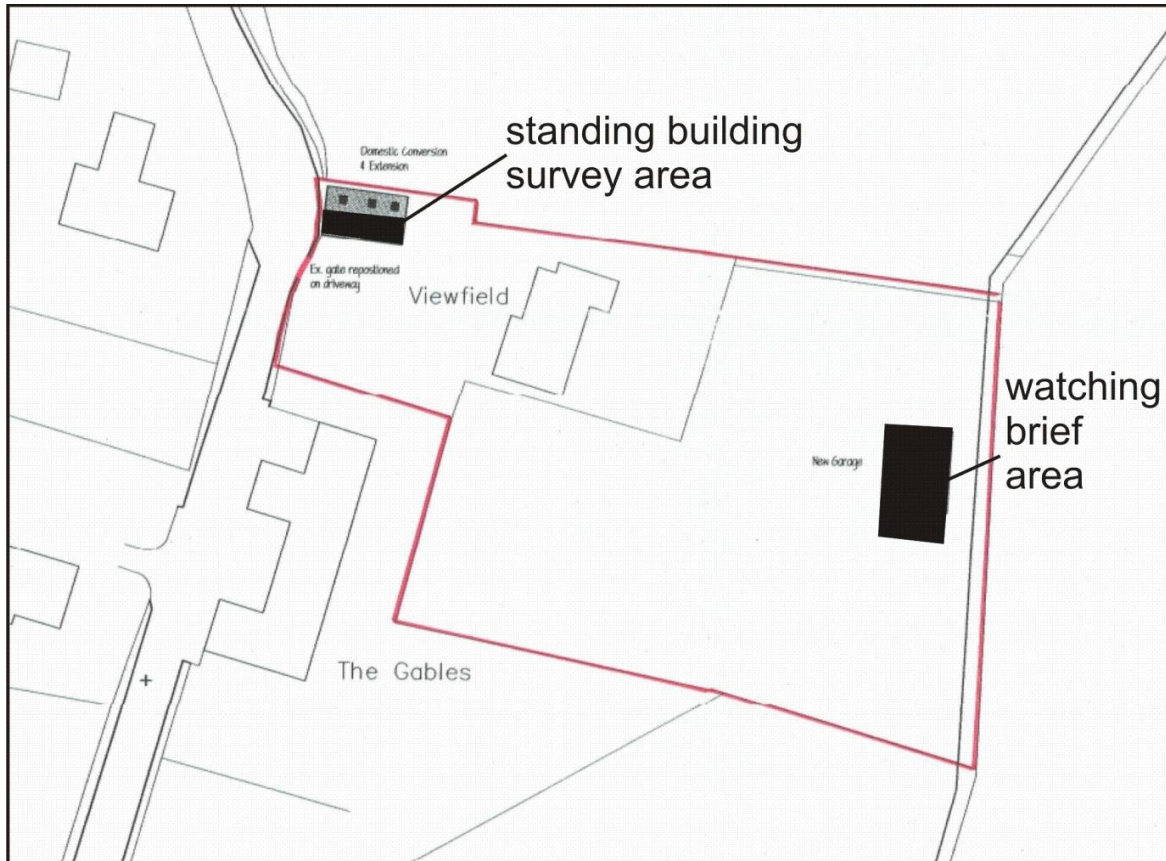 standing building
survey area
Domestic Conversion
& Extension
Ex. gate repostioned
on driveway
Viewfield
watching
brief
area
New Garage
The Gables